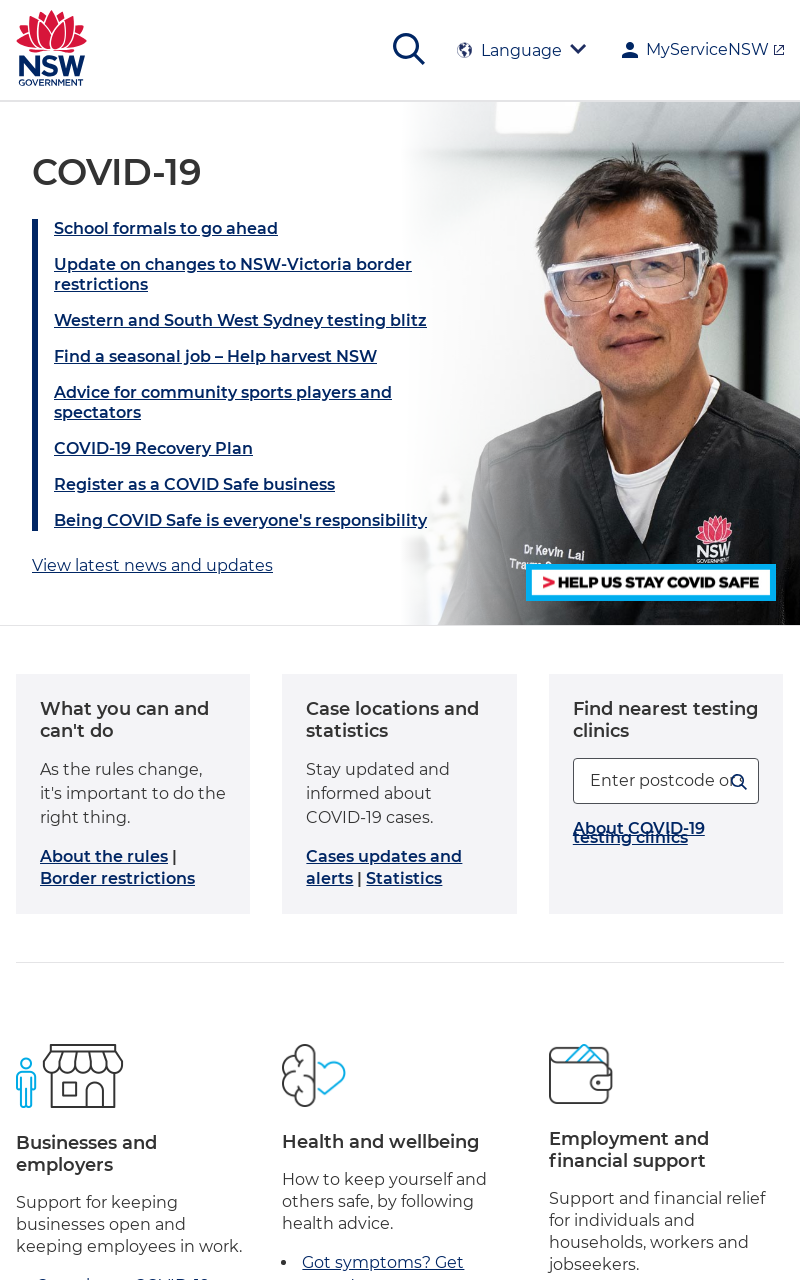 NSW
GOVERNMENT
Language
MyServiceNSW
COVID-19
School formals to go ahead
Update on changes to NSW-Victoria border
restrictions
Western and South West Sydney testing blitz
Find a seasonal job – Help harvest NSW
Advice for community sports players and
spectators
COVID-19 Recovery Plan
Register as a COVID Safe business
Being COVID Safe is everyone's responsibility
View latest news and updates
Dr Kevin Lai
NSW
GOVERNMENT
> HELP US STAY COVID SAFE
What you can and
can't do
As the rules change,
it's important to do the
right thing.
About the rules |
Border restrictions
Case locations and
statistics
Stay updated and
informed about
COVID-19 cases.
Cases updates and
alerts | Statistics
Find nearest testing
clinics
Enter postcode or
About COVID-19
testing clinics
Businesses and
employers
Support for keeping
businesses open and
keeping employees in work.
Health and wellbeing
How to keep yourself and
others safe, by following
health advice.
• Got symptoms? Get
Employment and
financial support
Support and financial relief
for individuals and
households, workers and
jobseekers.